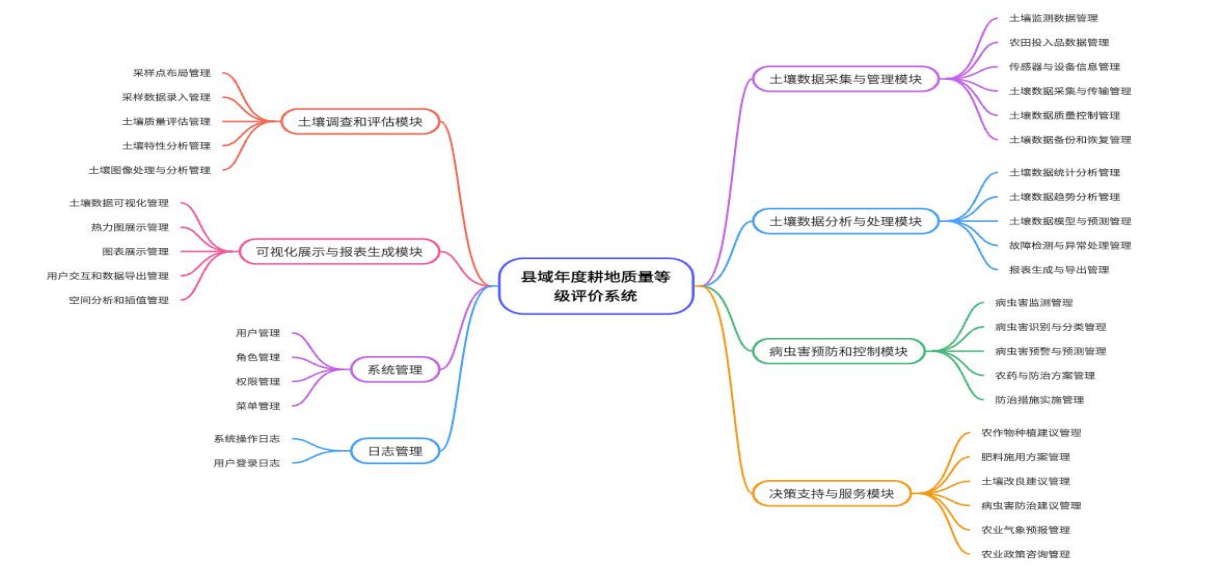 县域年度耕地质量等
级评价系统
土壤调查和评估模块
采样点布局管理
采样数据录入管理
土壤质量评估管理
土壤特性分析管理
土壤图像处理与分析管理
可视化展示与报表生成模块
土壤数据可视化管理
热力图展示管理
图表展示管理
用户交互和数据导出管理
空间分析和插值管理
系统管理
用户管理
角色管理
权限管理
菜单管理
日志管理
系统操作日志
用户登录日志
土壤数据采集与管理模块
土壤监测数据管理
农田投入品数据管理
传感器与设备信息管理
土壤数据采集与传输管理
土壤数据质量控制管理
土壤数据备份和恢复管理
土壤数据分析与处理模块
土壤数据统计分析管理
土壤数据趋势分析管理
土壤数据模型与预测管理
故障检测与异常处理管理
报表生成与导出管理
病虫害预防和控制模块
病虫害监测管理
病虫害识别与分类管理
病虫害预警与预测管理
农药与防治方案管理
防治措施实施管理
决策支持与服务模块
农作物种植建议管理
肥料施用方案管理
土壤改良建议管理
病虫害防治建议管理
农业气象预报管理
农业政策咨询管理